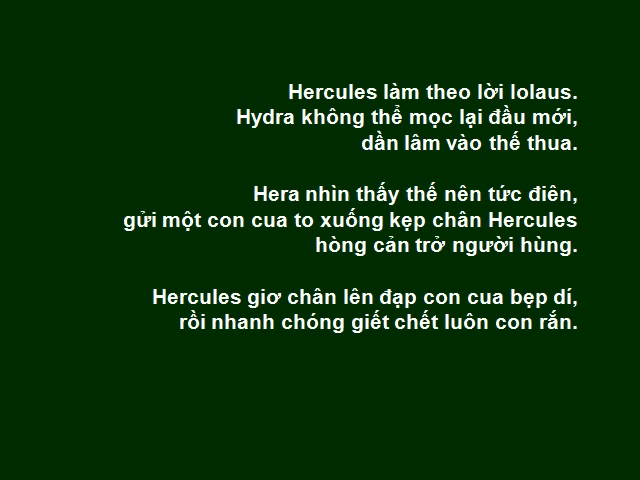 Hercules làm theo lời Iolaus.
Hydra không thể mọc lại đầu mới,
dần lâm vào thế thua.
Hera nhìn thấy thế nên tức điên,
gửi một con cua to xuống kẹp chân Hercules
hòng cản trở người hùng.
Hercules giơ chân lên đạp con cua bẹp dí,
rồi nhanh chóng giết chết luôn con rắn.